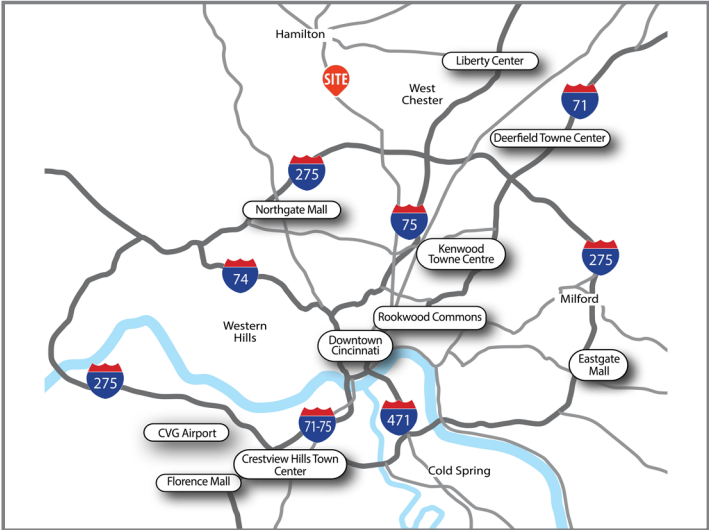 Hamilton
Liberty Center
SITE
West
Chester
71
Deerfield Towne Center
275
Northgate Mall
75
Kenwood
Towne Centre
275
74
Milford
Rookwood Commons
Western
Hills
Downtown
Cincinnati
Eastgate
Mall
275
71-75
471
CVG Airport
Crestview Hills Town
Center
Cold Spring
Florence Mall